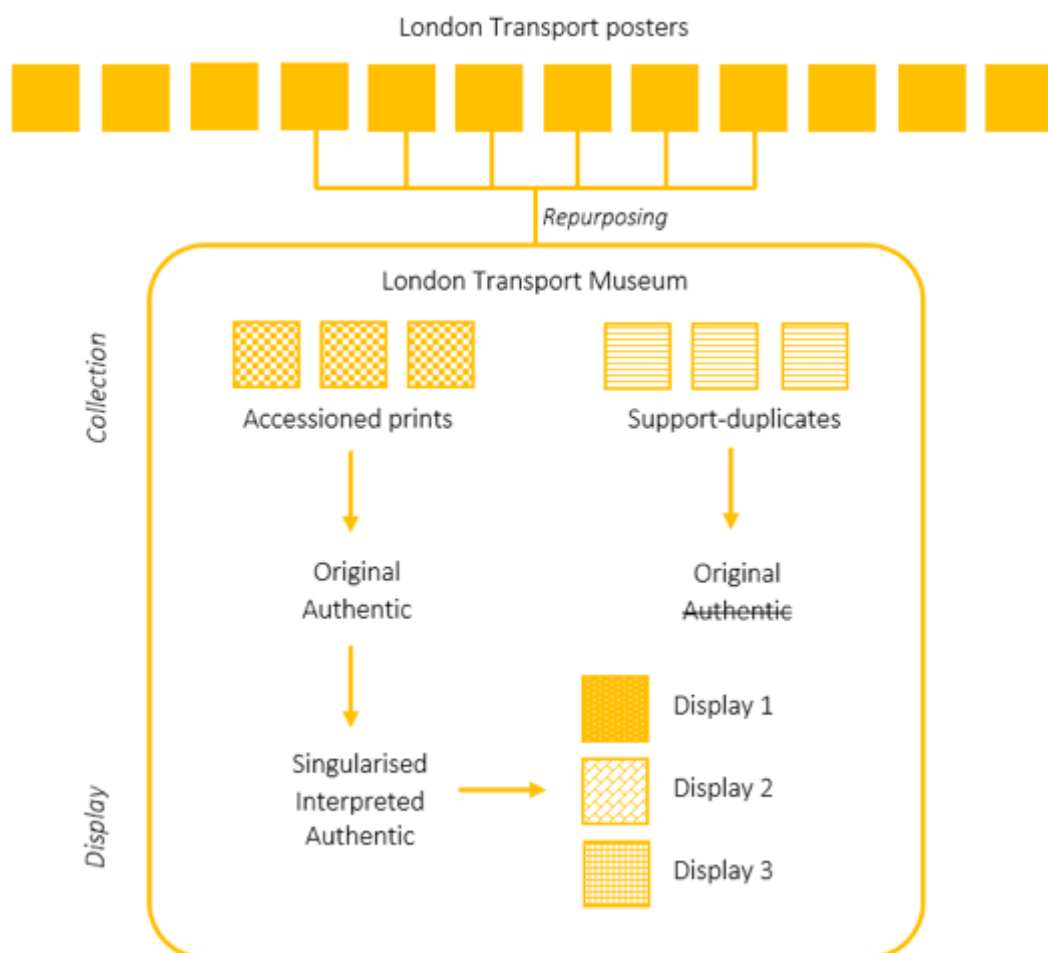 London Transport posters
Repurposing
London Transport Museum
Collection
Accessioned prints
Support-duplicates
Original
Authentic
Original
Authentic
Singularised
Interpreted
Authentic
Display
Display 1
Display 2
Display 3